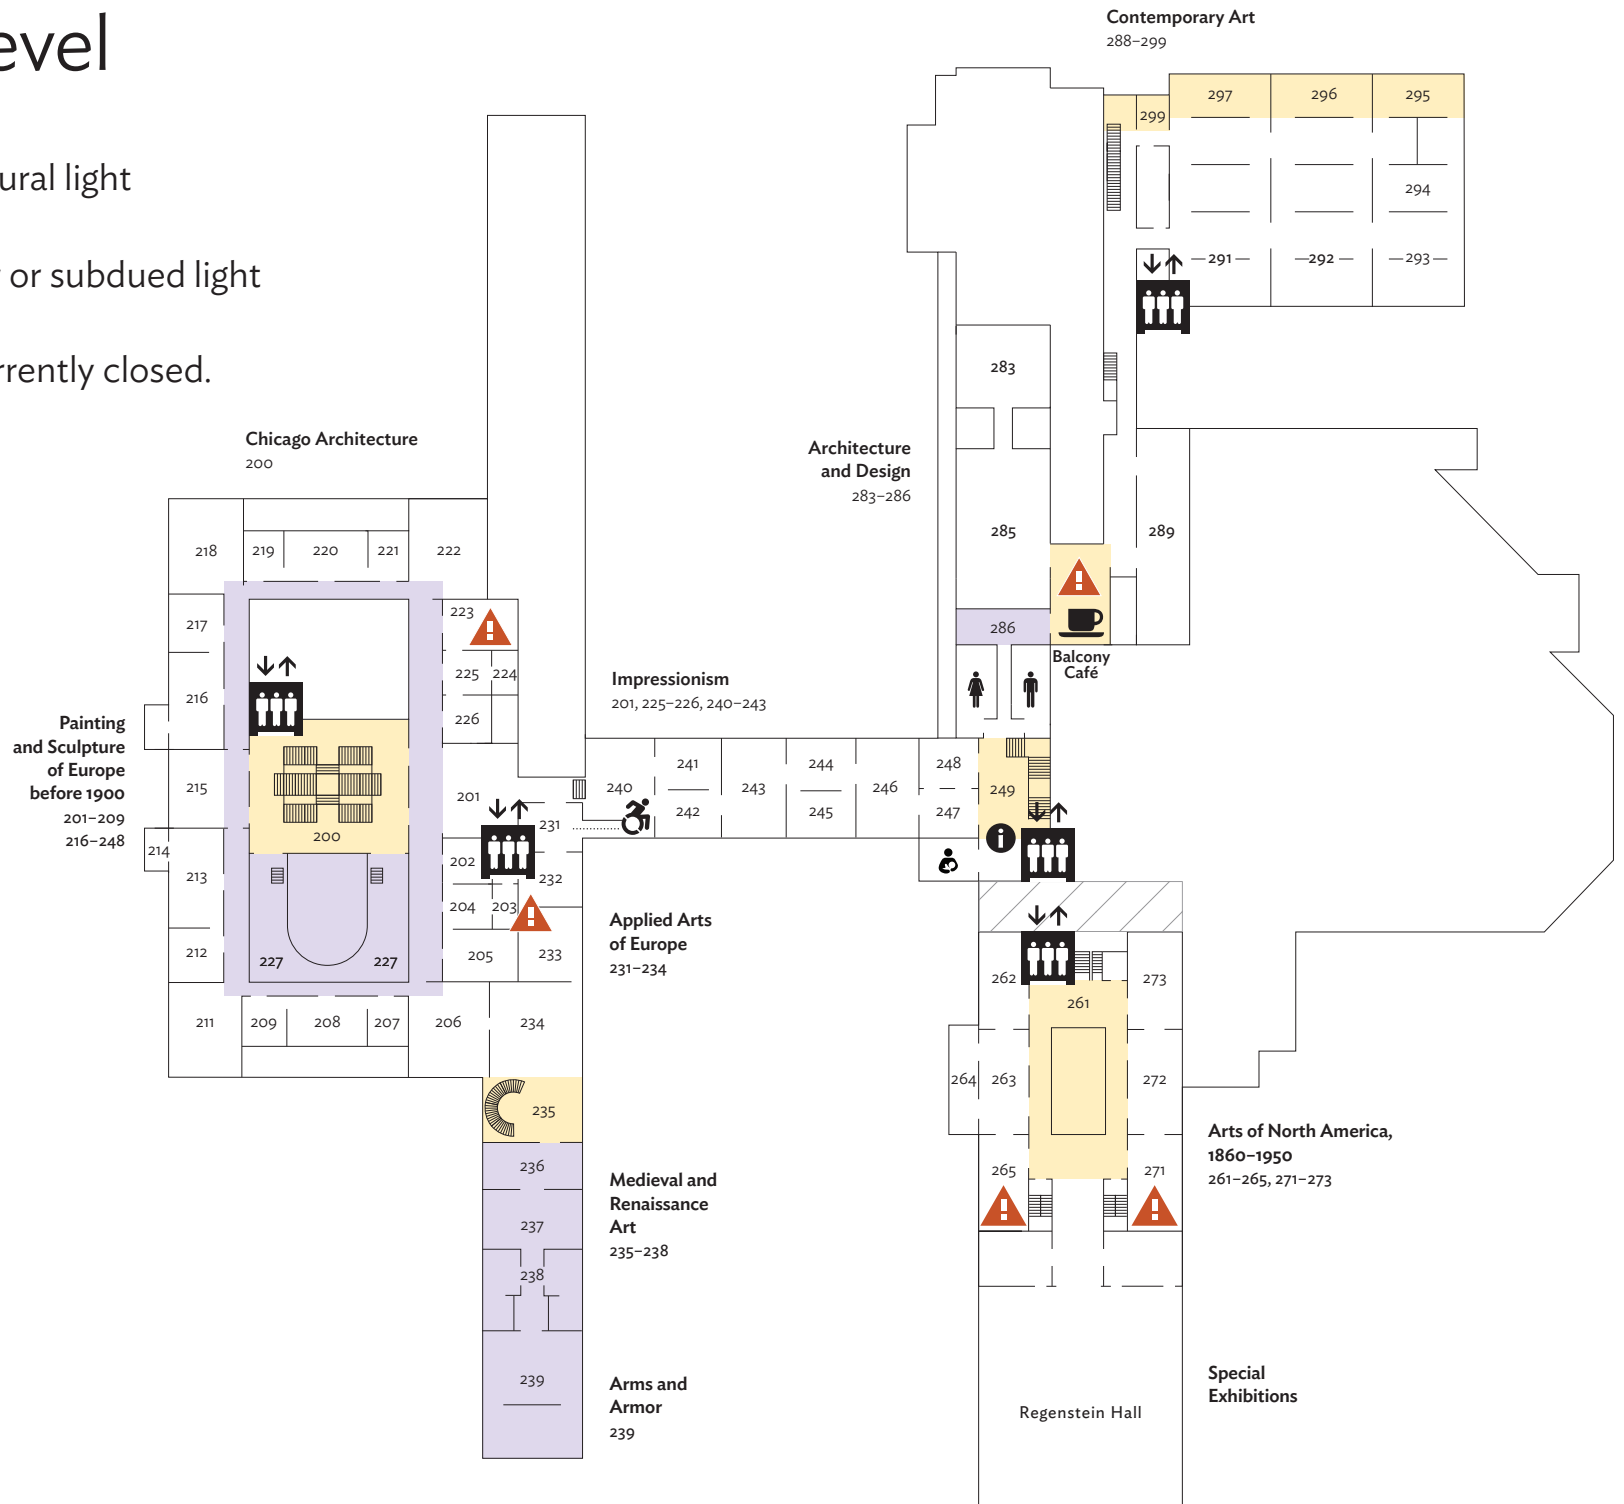 evel
ural light
or subdued light
rrently closed.
Contemporary Art
288–299
297
296
295
299
294
291
292
293
283
Architecture
and Design
283–286
285
289
286
Balcony
Café
Chicago Architecture
200
218
219
220
221
222
217
223
225
224
216
226
Painting
and Sculpture
of Europe
before 1900
201–209
216–248
215
201
200
214
213
202
231
232
204
203
212
227
227
205
233
211
209
208
207
206
234
Impressionism
201, 225–226, 240–243
240
241
242
243
244
245
246
248
247
249
Applied Arts
of Europe
231–234
262
261
273
264
263
272
265
271
Arts of North America,
1860–1950
261–265, 271–273
235
236
237
238
239
Medieval and
Renaissance
Art
235–238
Arms and
Armor
239
Regenstein Hall
Special
Exhibitions